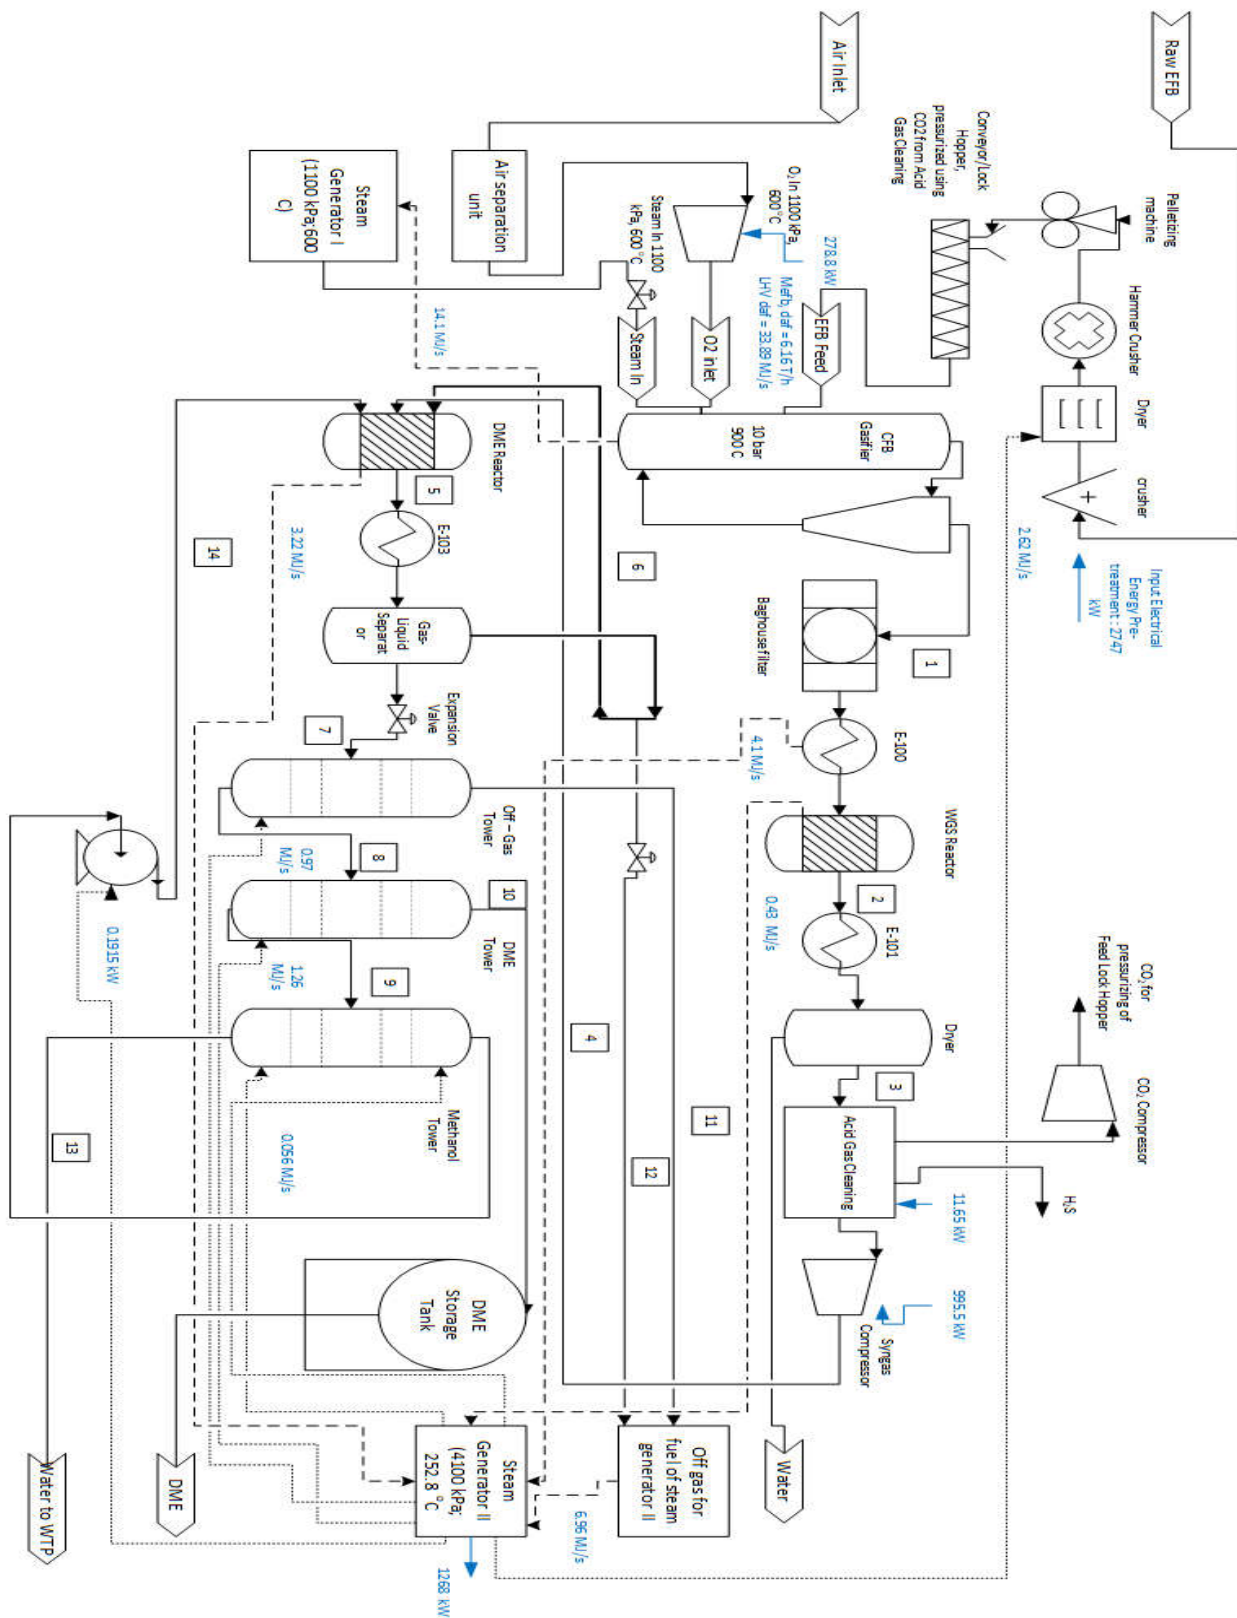 Raw EFB
Pelletizing
machine
Hammer Crusher
Dryer
crusher
Input Electrical
Energy Pre-
treatment : 2747
kW
2.62 MJ/s
Conveyor/Lock
Hopper,
pressurized using
CO2 from Acid
Gas Cleaning
Air Inlet
Air separation
unit
O₂ In 1100 kPa,
600°C
278.8 kW
Mefb, daf = 6.16 T/h
LHV daf = 33.89 MJ/s
Steam In 1100
kPa, 600°C
EFB Feed
O2 inlet
Steam In
CFB
Gasifier
10 bar
900 C
Steam
Generator I
(1100 kPa;600
C)
14.1 MJ/s
1
Baghouse filter
E-100
4.1 MJ/s
WGS Reactor
0.43 MJ/s
2
E-101
Dryer
3
Acid Gas Cleaning
11.65 kW
H₂S
CO₂ Compressor
CO₂ for
pressurizing of
Feed Lock Hopper
995.5 kW
Syngas
Compressor
Water
DME Reactor
5
E-103
3.22 MJ/s
14
6
Gas-
Liquid
Separat
or
Expansion
Valve
7
Off – Gas
Tower
8
0.97
MJ/s
10
DME
Tower
1.26
MJ/s
9
Methanol
Tower
0.056 MJ/s
0.1915 kW
13
4
11
12
DME
Storage
Tank
Off gas for
fuel of steam
generator II
6.96 MJ/s
Steam
Generator II
(4100 kPa;
252.8 °C
1268 kW
DME
Water to WTP